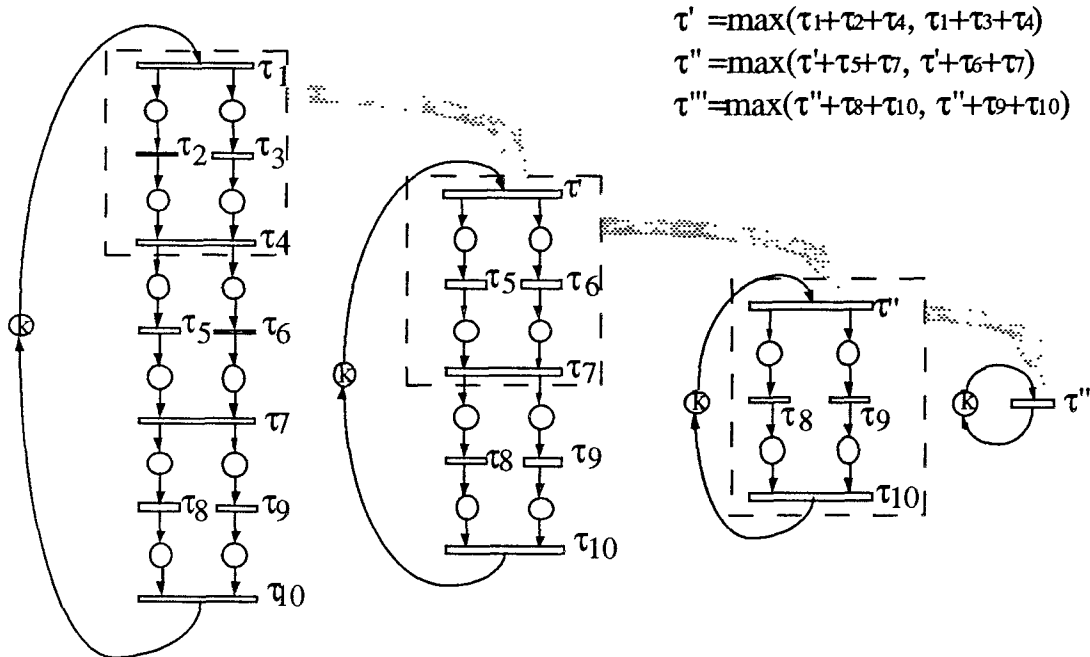 τ' =max(τ1+τ2+τ4, τ1+τ3+τ4)
τ'' =max(τ'+τ5+τ7, τ'+τ6+τ7)
τ'''=max(τ''+τ8+τ10, τ''+τ9+τ10)
τ1
τ2 τ3
τ4
k
τ5 τ6
τ7
τ8 τ9
τ10
τ'
τ5 τ6
k
τ7
τ8 τ9
τ10
τ''
k
τ8 τ9
τ10
k
τ''